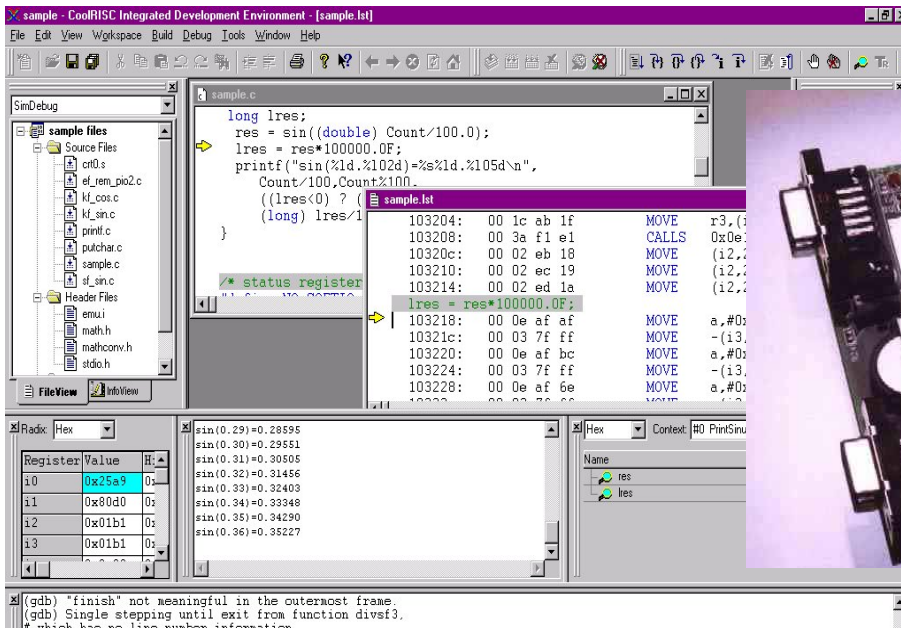 sample - CoolRISC Integrated Development Environment - [sample.lst]
File Edit View Workspace Build Debug Tools Window Help
SimDebug
sample files
Source Files
crt0.s
ef_rem_pio2.c
kf_cos.c
kf_sin.c
printf.c
putchar.c
sample.c
sf_sin.c
Header Files
emu.i
math.h
mathconv.h
stdio.h
FileView InfoView
sample.c
long lres;
res = sin((double) Count/100.0);
lres = res*100000.0F;
printf("sin(%ld.%102d)=%s%ld.%105d\n",
Count/100,Count%100,
((lres<0) ? (
(long) lres/1
}
/* status register
sample.lst
103204: 00 1c ab 1f MOVE r3,(i
103208: 00 3a f1 e1 CALLS 0x0e1
10320c: 00 02 eb 18 MOVE (i2,2
103210: 00 02 ec 19 MOVE (i2,2
103214: 00 02 ed 1a MOVE (i2,2
lres = res*100000.0F;
103218: 00 0e af af MOVE a,#0x
10321c: 00 03 7f ff MOVE -(i3,
103220: 00 0e af bc MOVE a,#0x
103224: 00 03 7f ff MOVE -(i3,
103228: 00 0e af 6e MOVE a,#0x
Radix: Hex
Register Value
i0 0x25a9
i1 0x80d0
i2 0x01b1
i3 0x01b1
sin(0.29)=0.28595
sin(0.30)=0.29551
sin(0.31)=0.30505
sin(0.32)=0.31456
sin(0.33)=0.32403
sin(0.34)=0.33348
sin(0.35)=0.34290
sin(0.36)=0.35227
Hex Context: #0 PrintSinu
Name
res
lres
(gdb) "finish" not meaningful in the outermost frame.
(gdb) Single stepping until exit from function divsf3,
# which has no line number information.